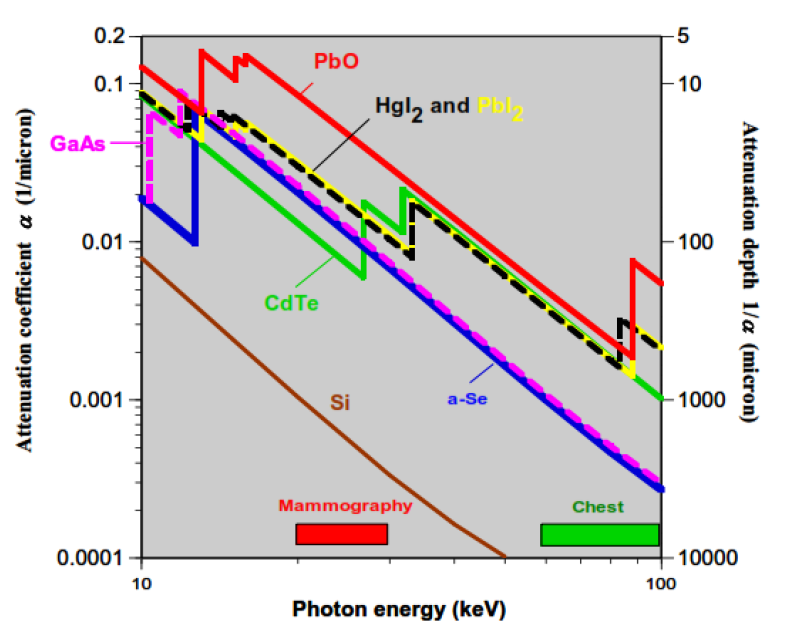 0.2
5
PbO
0.1
10
HgI2 and PbI2
GaAs
Attenuation coefficient α (1/micron)
Attenuation depth 1/α (micron)
0.01
100
CdTe
0.001
1000
Si
a-Se
Mammography
Chest
0.0001
10000
10
100
Photon energy (keV)